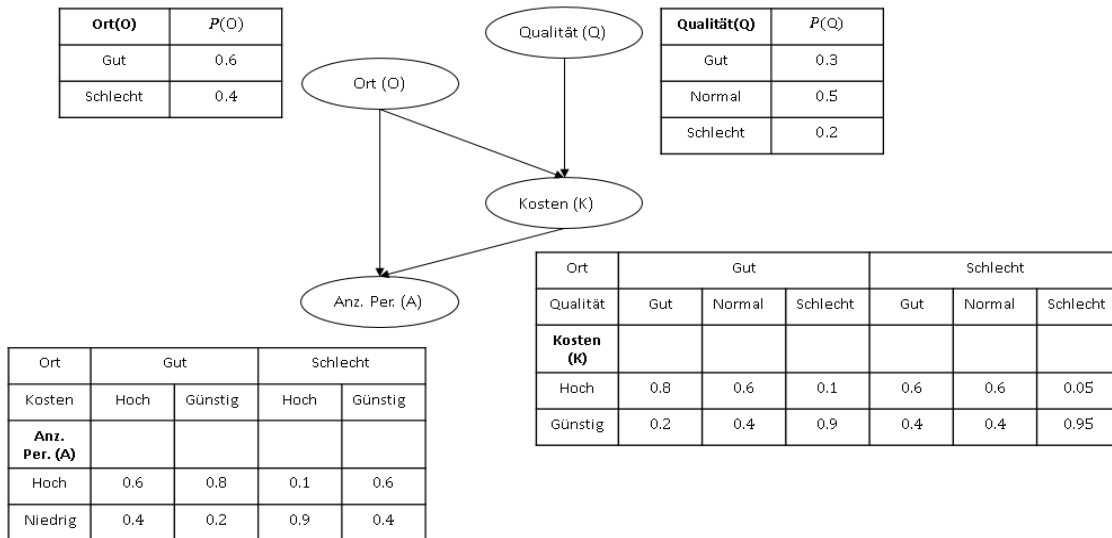 Ort(O) P(O)
Gut 0.6
Schlecht 0.4
Qualität (Q)
Ort (O)
Qualität(Q) P(Q)
Gut 0.3
Normal 0.5
Schlecht 0.2
Kosten (K)
Anz. Per. (A)
Ort Gut Schlecht
Qualität Gut Normal Schlecht Gut Normal Schlecht
Kosten
(K)
Hoch 0.8 0.6 0.1 0.6 0.6 0.05
Günstig 0.2 0.4 0.9 0.4 0.4 0.95
Ort Gut Schlecht
Kosten Hoch Günstig Hoch Günstig
Anz.
Per. (A)
Hoch 0.6 0.8 0.1 0.6
Niedrig 0.4 0.2 0.9 0.4